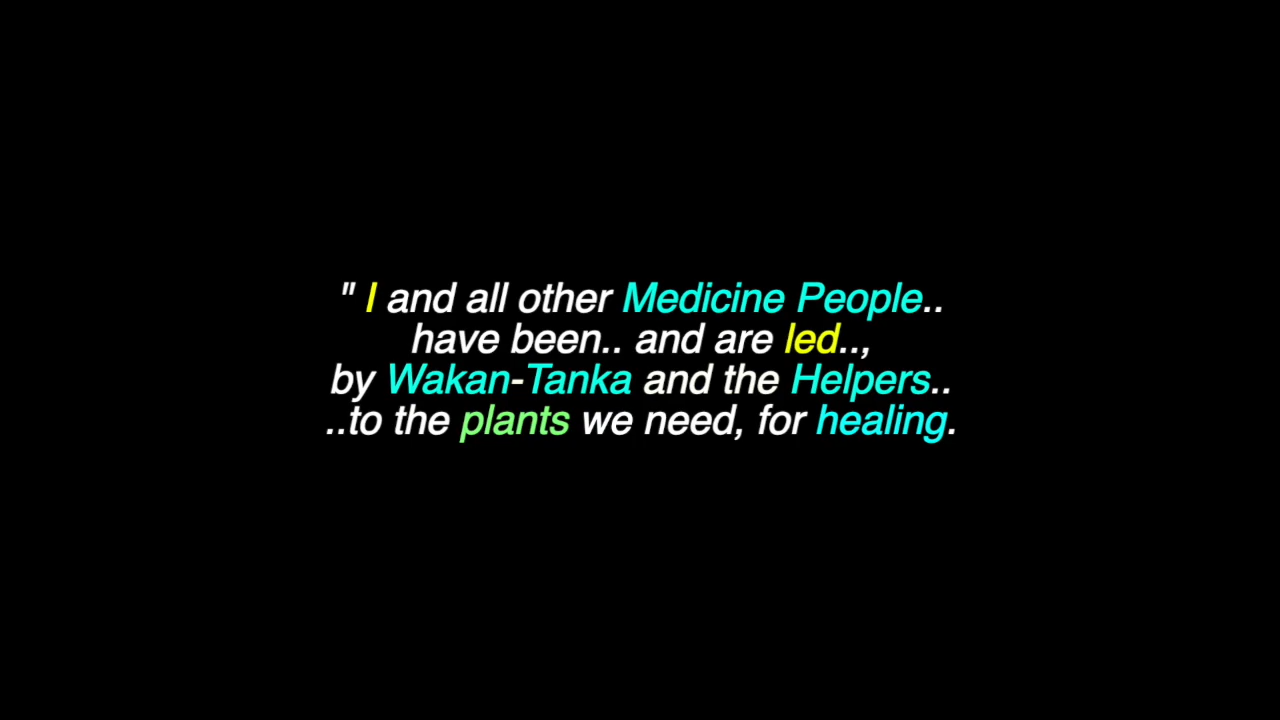 " I and all other Medicine People..
have been.. and are led..,
by Wakan-Tanka and the Helpers..
..to the plants we need, for healing.